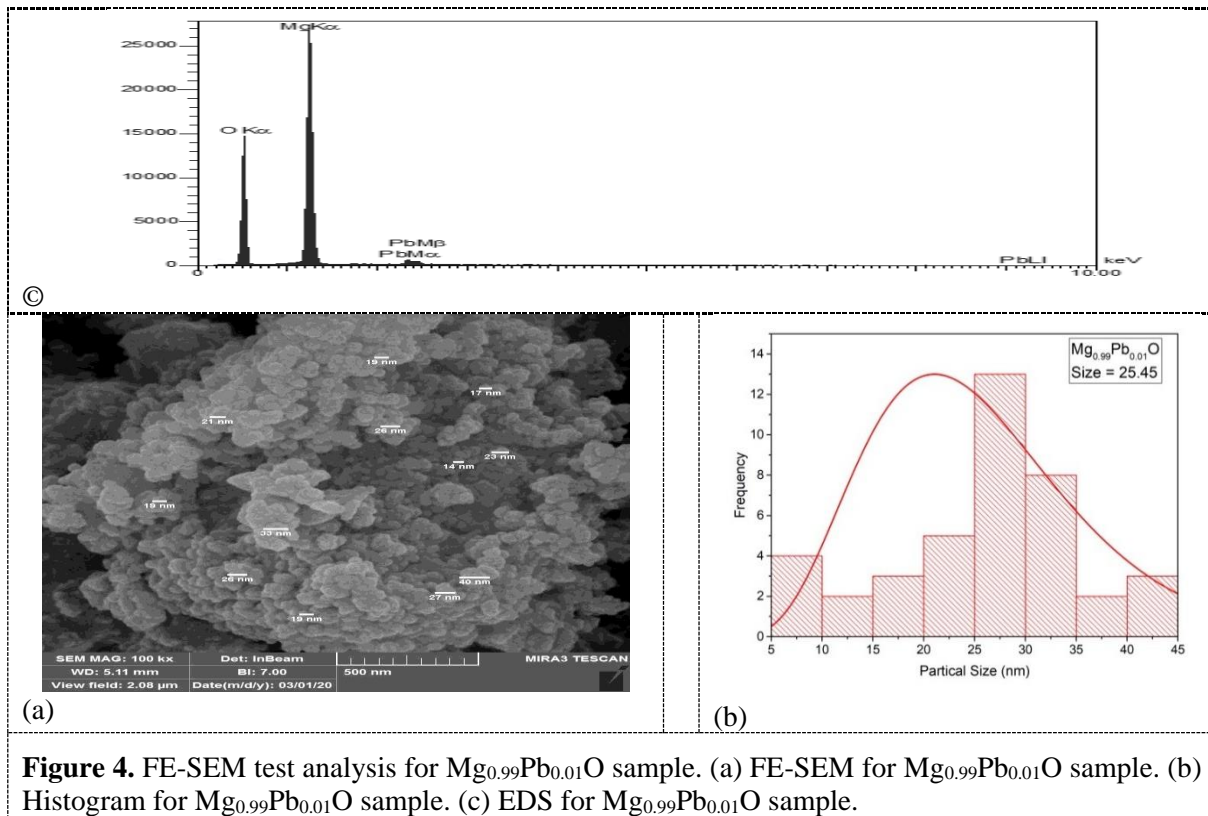 25000
20000
15000
10000
5000
0
MgKα
O Kα
PbMβ
PbMα
PbLl
0
10.00
keV
©
19 nm
17 nm
21 nm
26 nm
23 nm
14 nm
19 nm
33 nm
26 nm
40 nm
27 nm
19 nm
SEM MAG: 100 kx
Det: InBeam
MIRA3 TESCAN
WD: 5.11 mm
BI: 7.00
500 nm
View field: 2.08 µm
Date(m/d/y): 03/01/20
(a)
Mg₀.₉₉Pb₀.₀₁O
Size = 25.45
14
12
10
8
6
4
2
0
Frequency
5 10 15 20 25 30 35 40 45
Partical Size (nm)
(b)
Figure 4. FE-SEM test analysis for Mg₀.₉₉Pb₀.₀₁O sample. (a) FE-SEM for Mg₀.₉₉Pb₀.₀₁O sample. (b)
Histogram for Mg₀.₉₉Pb₀.₀₁O sample. (c) EDS for Mg₀.₉₉Pb₀.₀₁O sample.